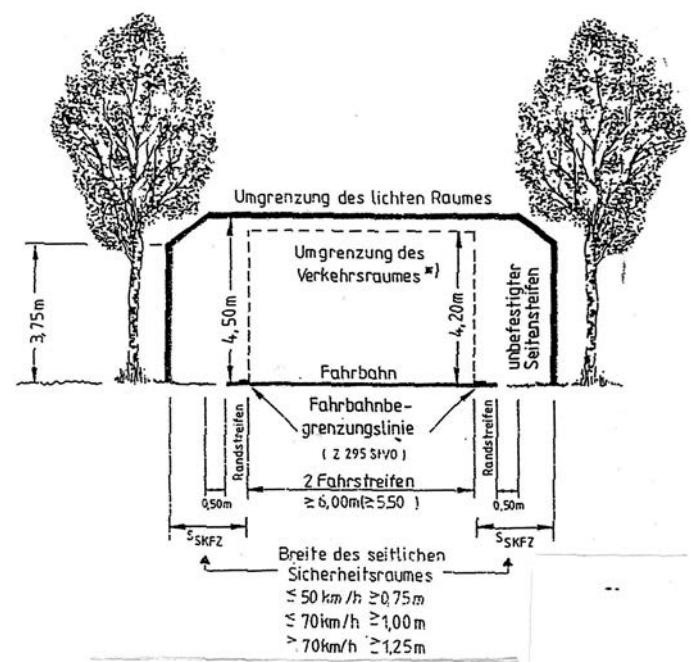 Umgrenzung des lichten Raumes
Umgrenzung des
Verkehrsraumes *)
3,75m
4,50m
4,20m
unbefestigter
Seitensteifen
Fahrbahn
Fahrbahnbe-
grenzungslinie
( Z 295 StVO )
Randstreifen
Randstreifen
2 Fahrstreifen
≥6,00m(≥5,50 )
0,50m
0,50m
SSKFZ
SSKFZ
Breite des seitlichen
Sicherheitsraumes
≤ 50 km/h ≥0,75m
≤ 70km/h ≥1,00m
> 70km/h ≥1,25m